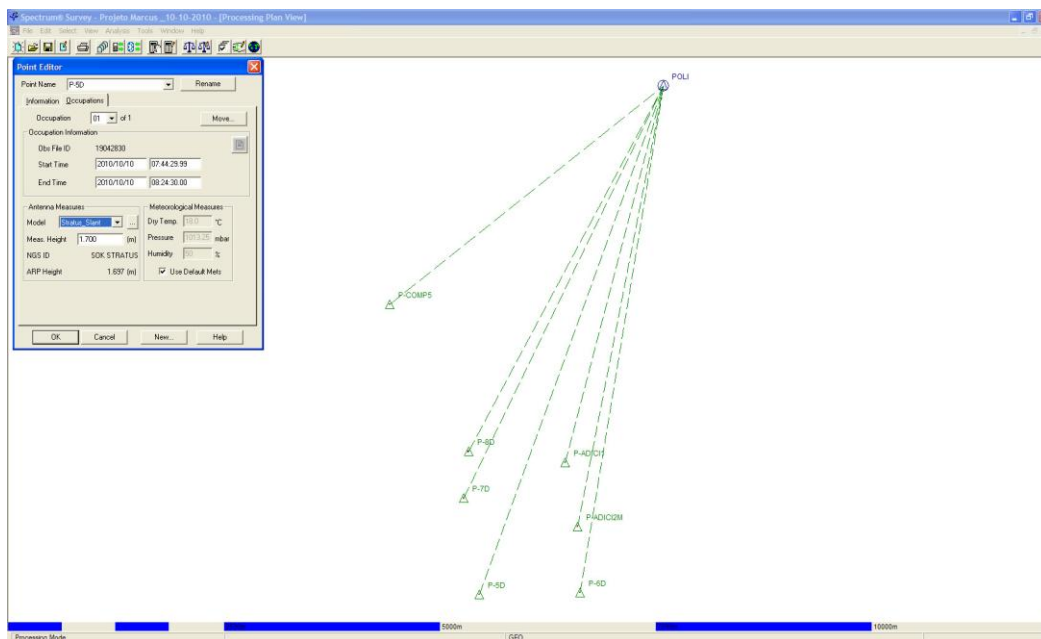 Spectrum® Survey - Projeto Marcus _10-10-2010 - [Processing Plan View]
File Edit Select View Analysis Tools Window Help
Point Editor
Point Name P-5D Rename
Information Occupations
Occupation 01 of 1 Move...
Occupation Information
Obs File ID 19042830
Start Time 2010/10/10 07:44:29.99
End Time 2010/10/10 08:24:30.00
Antenna Measures Meteorological Measures
Model Stratus_Slant ... Dry Temp. 18.0 °C
Meas. Height 1.700 (m) Pressure 1013.25 mbar
NGS ID SOK STRATUS Humidity 50 %
ARP Height 1.697 (m) Use Default Mets
OK Cancel New... Help
POLI
P-COMP5
P-8D
P-ADICI1
P-7D
P-ADICI2M
P-5D
P-6D
5000m 10000m
Processing Mode GEO